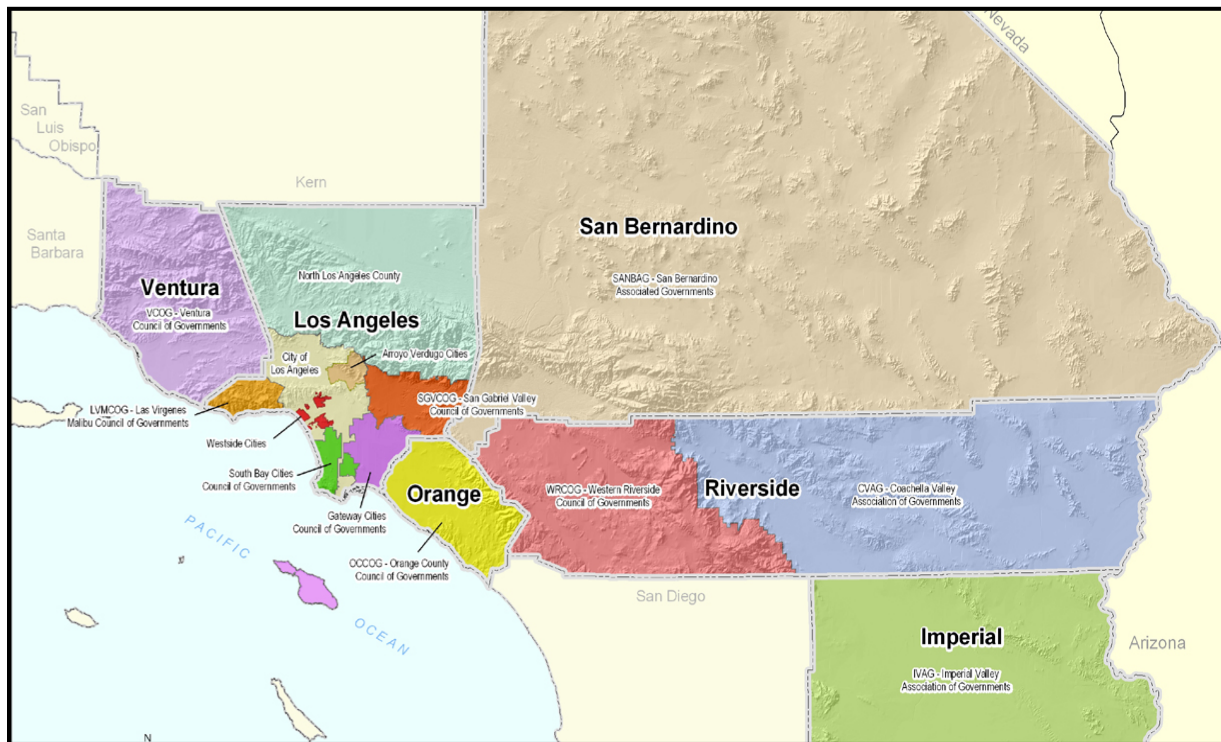 Nevada
San
Luis
Obispo
Kern
Santa
Barbara
San Bernardino
SANBAG - San Bernardino
Associated Governments
North Los Angeles County
Ventura
VCOG - Ventura
Council of Governments
Los Angeles
City of
Los Angeles
Arroyo Verdugo Cities
SGVCOG - San Gabriel Valley
Council of Governments
LVMCOG - Las Virgenes
Malibu Council of Governments
Westside Cities
South Bay Cities
Council of Governments
Gateway Cities
Council of Governments
Orange
OCCOG - Orange County
Council of Governments
WRCOG - Western Riverside
Council of Governments
Riverside
CVAG - Coachella Valley
Association of Governments
PACIFIC
OCEAN
San Diego
Imperial
IVAG - Imperial Valley
Association of Governments
Arizona
N